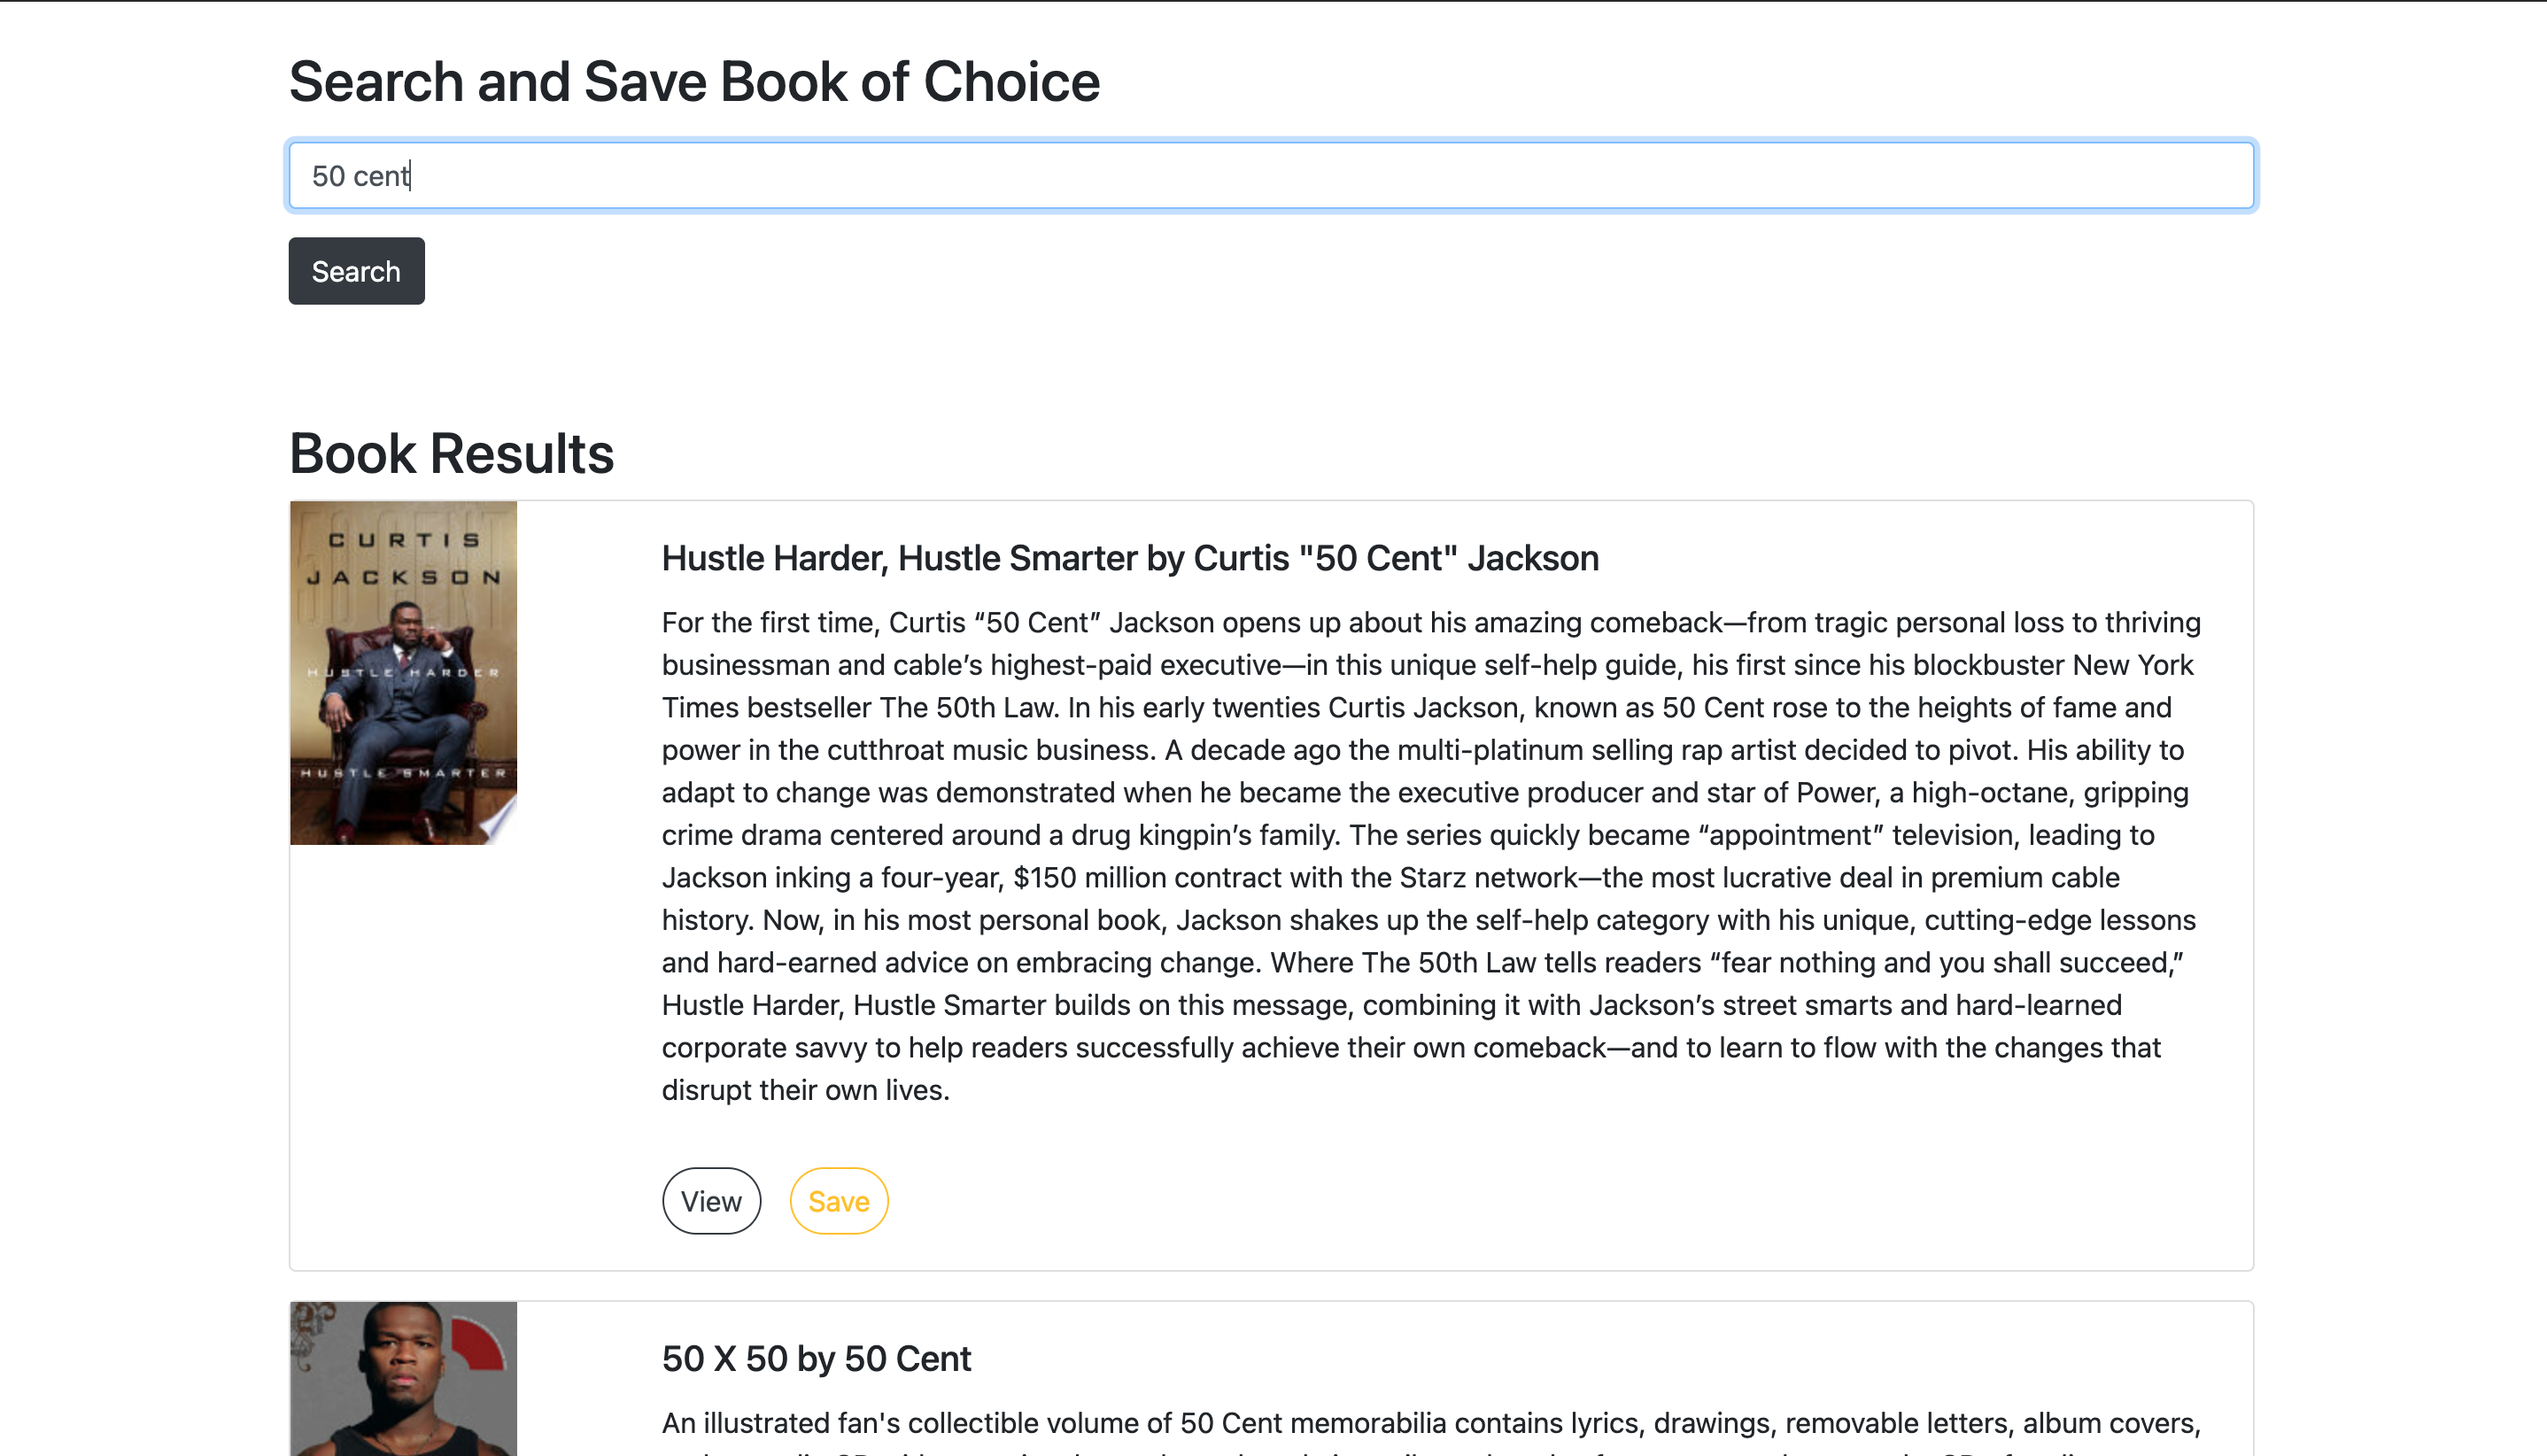 Search and Save Book of Choice
50 cent
Search
Book Results
CURTIS
JACKSON
HUSTLE HARDER
HUSTLE SMARTER
Hustle Harder, Hustle Smarter by Curtis "50 Cent" Jackson
For the first time, Curtis “50 Cent” Jackson opens up about his amazing comeback—from tragic personal loss to thriving
businessman and cable’s highest-paid executive—in this unique self-help guide, his first since his blockbuster New York
Times bestseller The 50th Law. In his early twenties Curtis Jackson, known as 50 Cent rose to the heights of fame and
power in the cutthroat music business. A decade ago the multi-platinum selling rap artist decided to pivot. His ability to
adapt to change was demonstrated when he became the executive producer and star of Power, a high-octane, gripping
crime drama centered around a drug kingpin’s family. The series quickly became “appointment” television, leading to
Jackson inking a four-year, $150 million contract with the Starz network—the most lucrative deal in premium cable
history. Now, in his most personal book, Jackson shakes up the self-help category with his unique, cutting-edge lessons
and hard-earned advice on embracing change. Where The 50th Law tells readers “fear nothing and you shall succeed,”
Hustle Harder, Hustle Smarter builds on this message, combining it with Jackson’s street smarts and hard-learned
corporate savvy to help readers successfully achieve their own comeback—and to learn to flow with the changes that
disrupt their own lives.
View Save
50 X 50 by 50 Cent
An illustrated fan's collectible volume of 50 Cent memorabilia contains lyrics, drawings, removable letters, album covers,